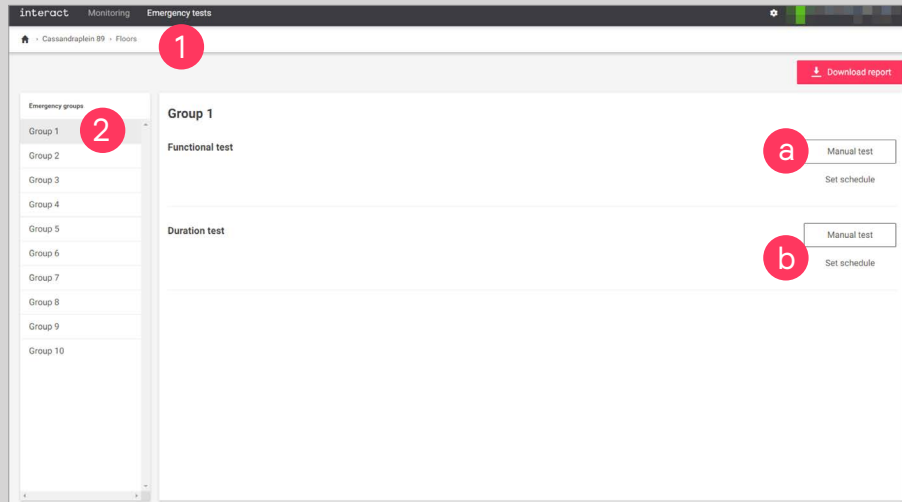 interact Monitoring Emergency tests
Cassandraplein 89 › Floors
1
Download report
Emergency groups
Group 1
2
Group 2
Group 3
Group 4
Group 5
Group 6
Group 7
Group 8
Group 9
Group 10
Group 1
Functional test
a
Manual test
Set schedule
Duration test
Manual test
b
Set schedule